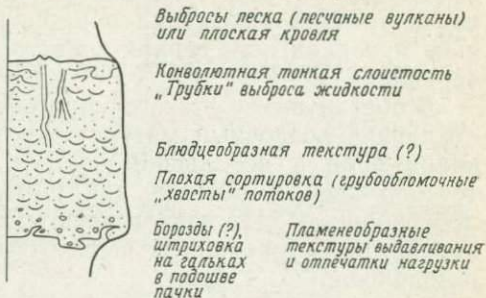 Выбросы песка (песчаные вулканы)
или плоская кровля
Конволютная тонкая слоистость
„Трубки" выброса жидкости
Блюдцеобразная текстура (?)
Плохая сортировка (грубообломочные
„хвосты" потоков)
Борозды (?),
штриховка
на гальках
в подошве
пачки
Пламенеобразные
текстуры выдавливания
и отпечатки нагрузки